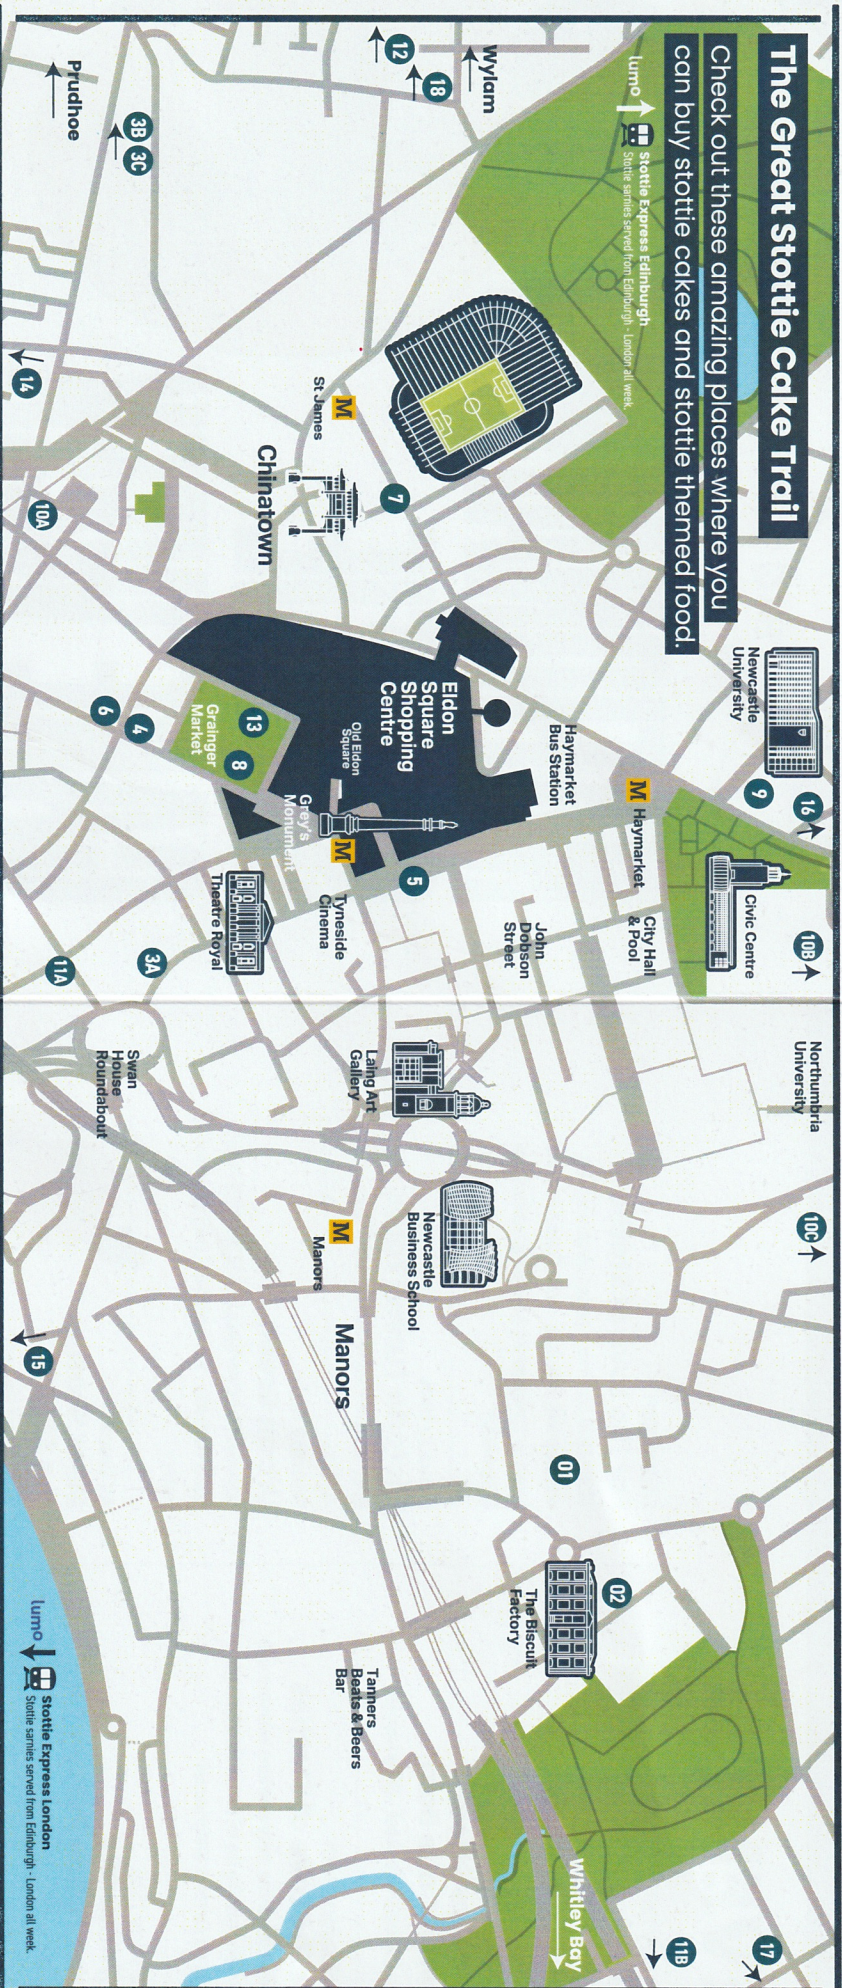 The Great Stottie Cake Trail
Check out these amazing places where you
can buy stottie cakes and stottie themed food.
lumo
Stottie Express Edinburgh
Stottie sarnies served from Edinburgh - London all week.
Wylam
18
12
Prudhoe
3B
3C
14
10A
M
St James
Chinatown
7
Newcastle
University
9
16
Haymarket
Bus Station
M
Haymarket
Civic Centre
10B
City Hall
& Pool
John
Dobson
Street
Eldon
Square
Shopping
Centre
Old Eldon
Square
Grey's
Monument
M
5
Tyneside
Cinema
13
8
Grainger
Market
4
6
Theatre Royal
3A
11A
Northumbria
University
10C
Laing Art
Gallery
Swan
House
Roundabout
Newcastle
Business School
M
Manors
Manors
15
01
02
The Biscuit
Factory
Tanners
Beats & Beers
Bar
Whitley Bay
11B
17
lumo
Stottie Express London
Stottie sarnies served from Edinburgh - London all week.